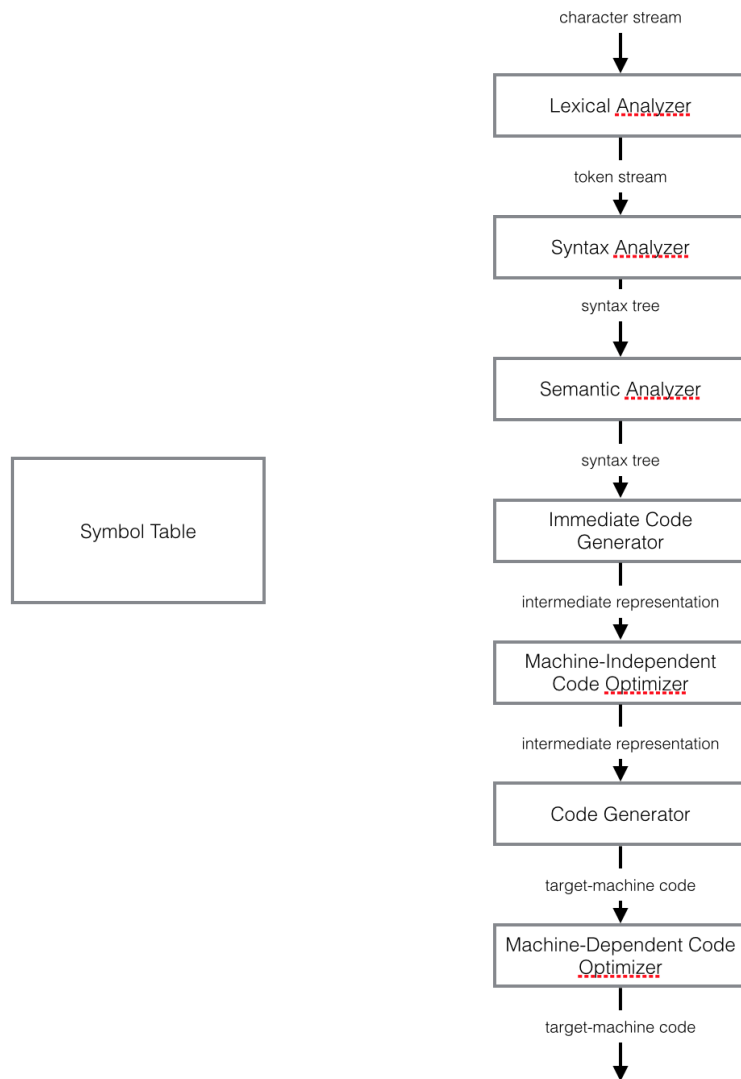 character stream
Lexical Analyzer
token stream
Syntax Analyzer
syntax tree
Semantic Analyzer
syntax tree
Symbol Table
Immediate Code
Generator
intermediate representation
Machine-Independent
Code Optimizer
intermediate representation
Code Generator
target-machine code
Machine-Dependent Code
Optimizer
target-machine code